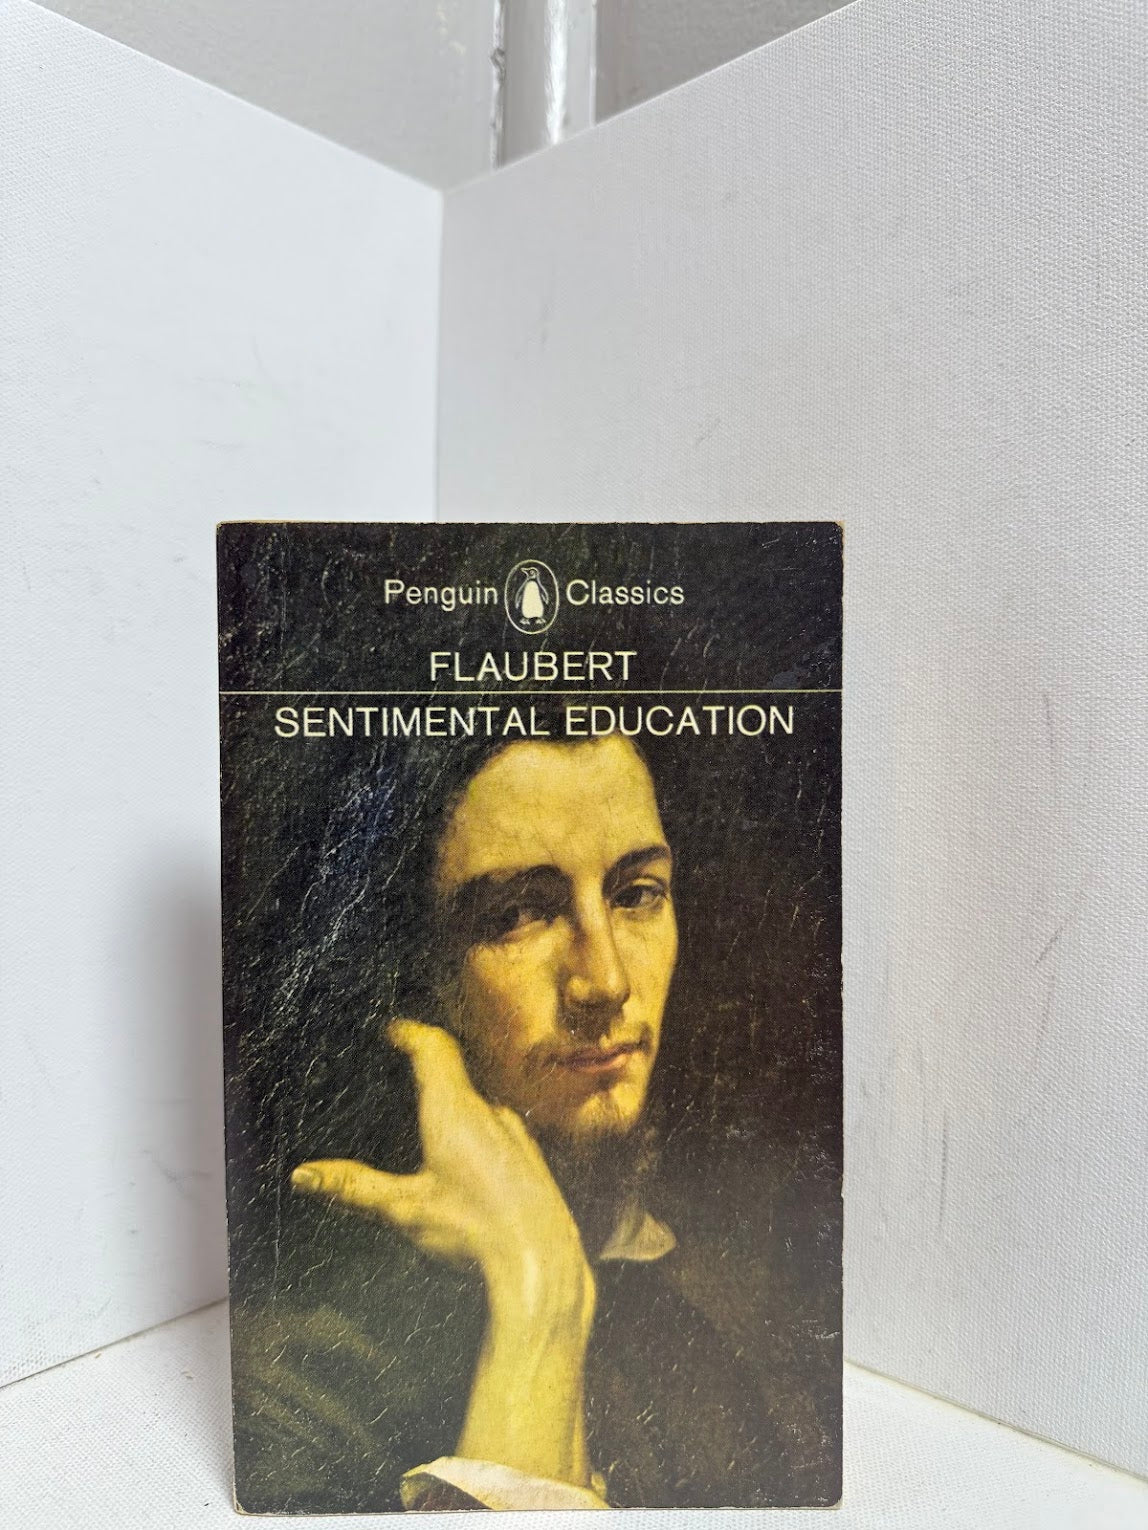 Penguin Classics
FLAUBERT
SENTIMENTAL EDUCATION